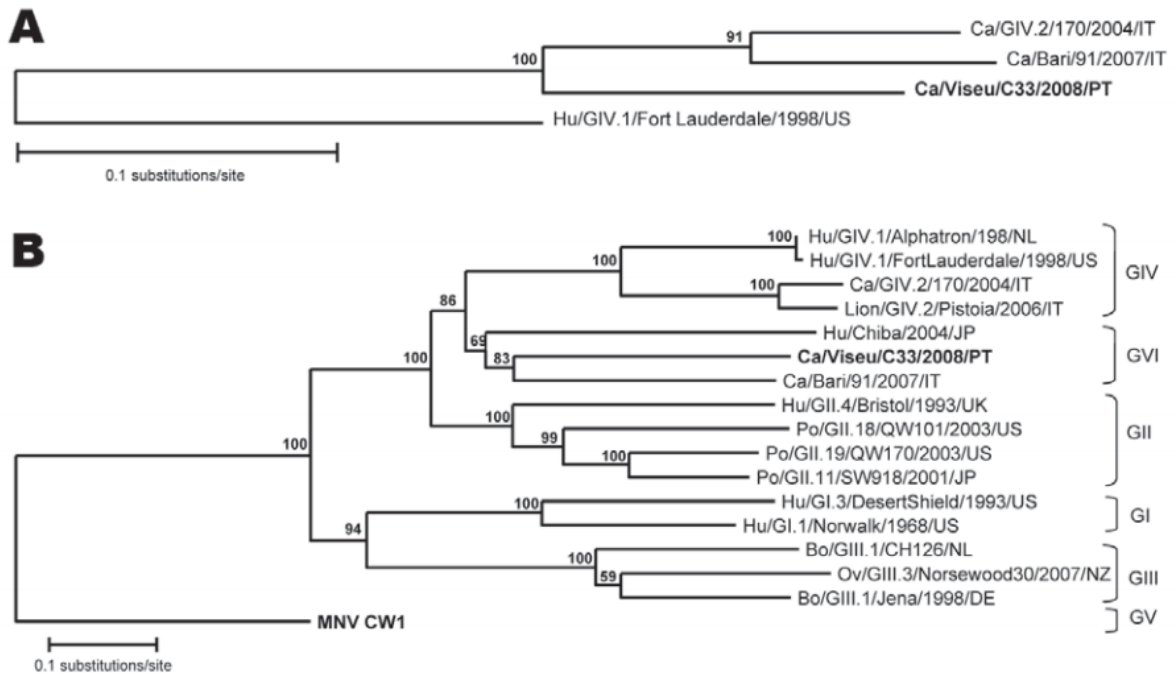 A
91
Ca/GIV.2/170/2004/IT
100
Ca/Bari/91/2007/IT
Ca/Viseu/C33/2008/PT
Hu/GIV.1/Fort Lauderdale/1998/US
0.1 substitutions/site
B
100
Hu/GIV.1/Alphatron/198/NL
100
Hu/GIV.1/FortLauderdale/1998/US
GIV
100
Ca/GIV.2/170/2004/IT
86
Lion/GIV.2/Pistoia/2006/IT
69
Hu/Chiba/2004/JP
100
83
Ca/Viseu/C33/2008/PT
GVI
Ca/Bari/91/2007/IT
100
Hu/GII.4/Bristol/1993/UK
99
Po/GII.18/QW101/2003/US
GII
100
100
Po/GII.19/QW170/2003/US
Po/GII.11/SW918/2001/JP
100
Hu/GI.3/DesertShield/1993/US
GI
94
Hu/GI.1/Norwalk/1968/US
100
Bo/GIII.1/CH126/NL
59
Ov/GIII.3/Norsewood30/2007/NZ
GIII
Bo/GIII.1/Jena/1998/DE
MNV CW1
GV
0.1 substitutions/site